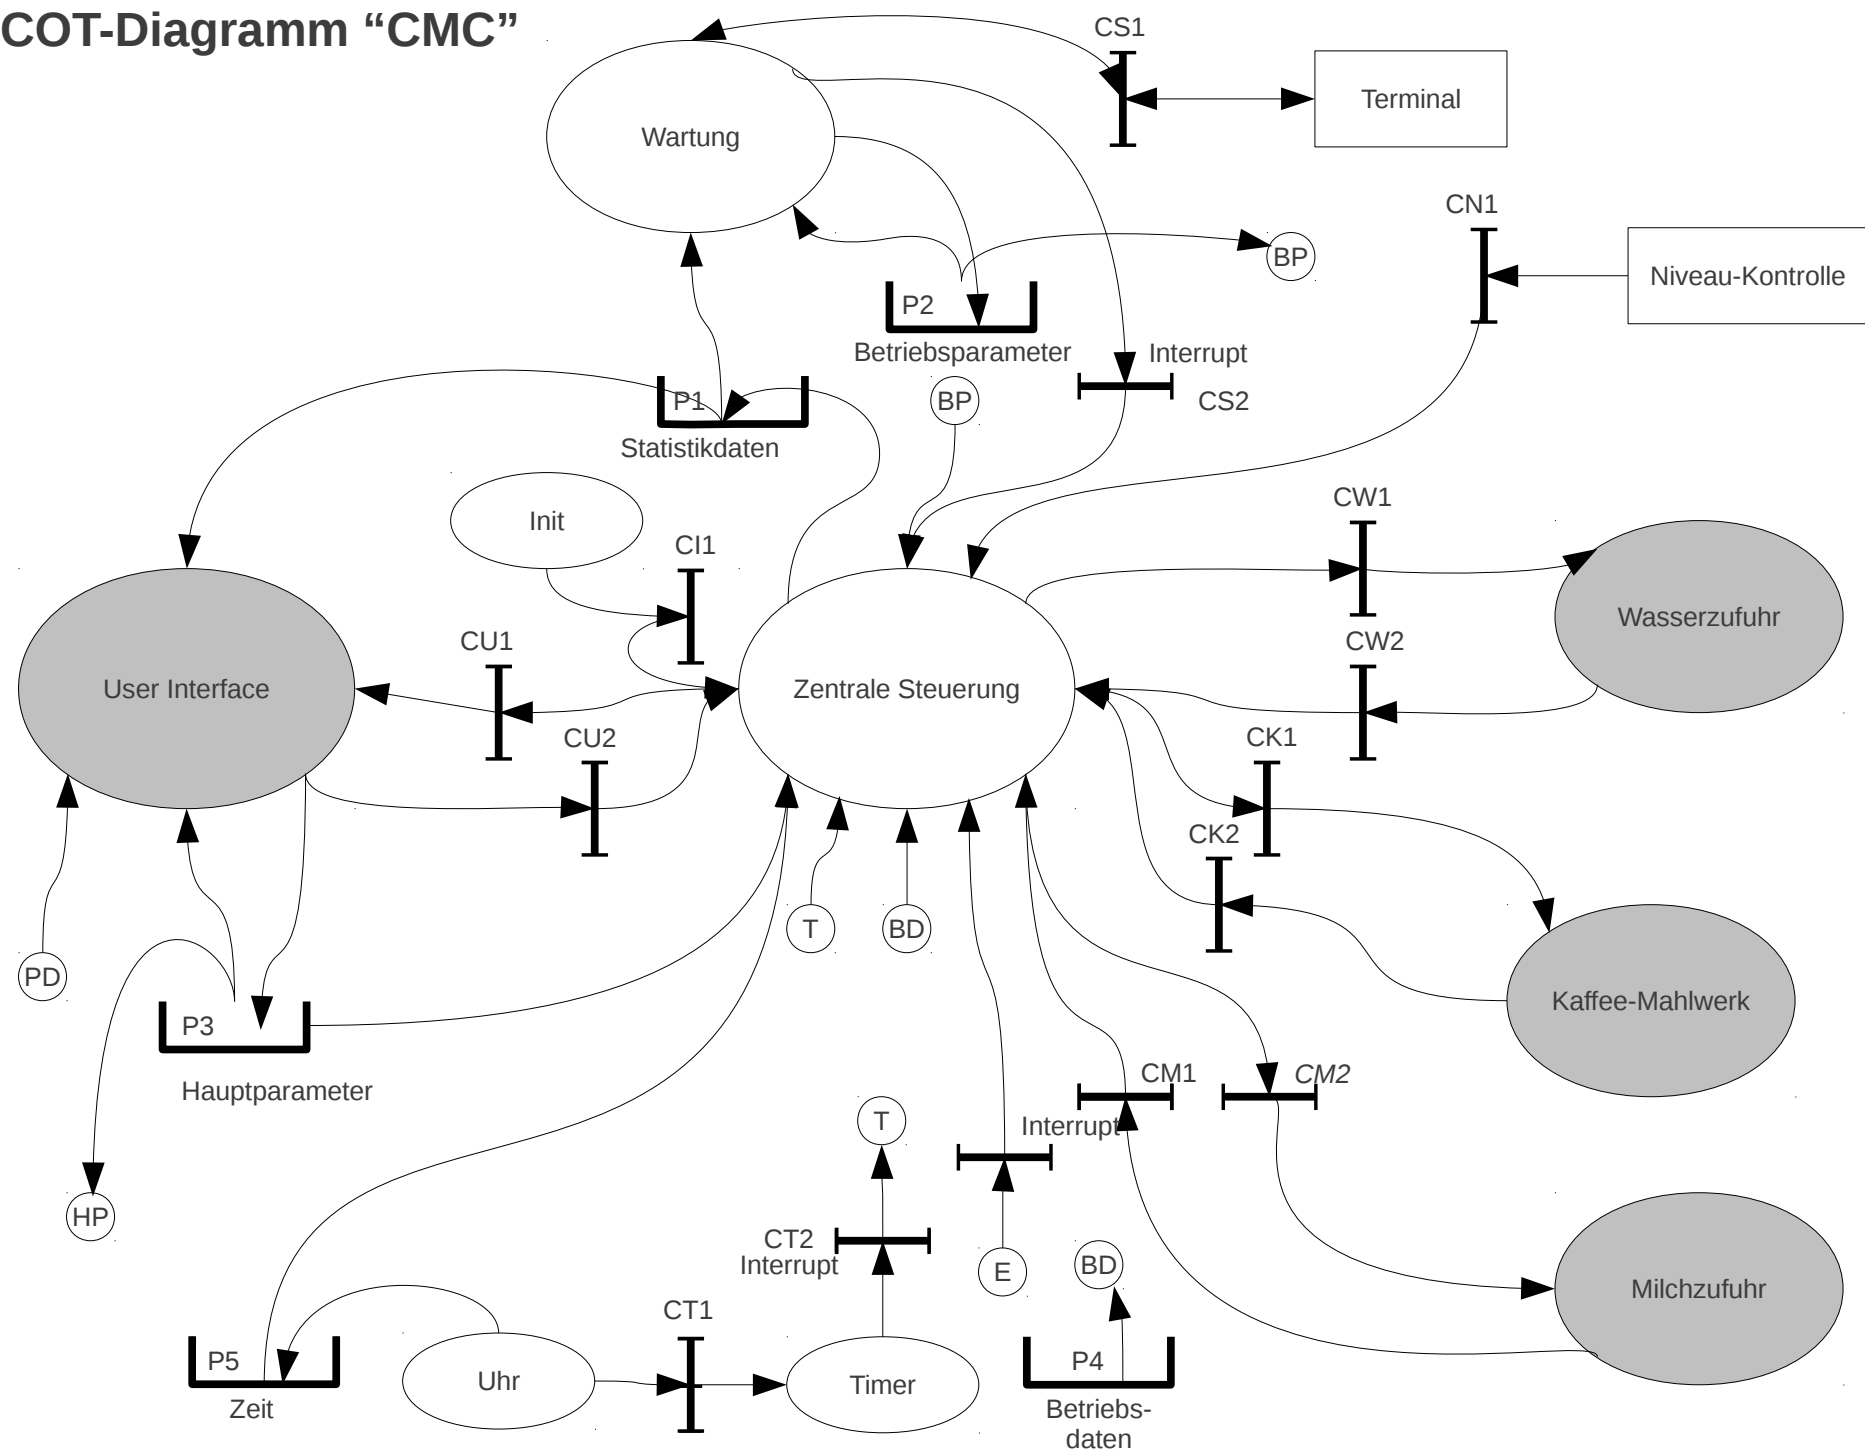 COT-Diagramm “CMC”
CS1
Terminal
Wartung
CN1
BP
Niveau-Kontrolle
P2
Betriebsparameter
Interrupt
BP
CS2
P1
Statistikdaten
Init
CW1
CI1
Wasserzufuhr
CU1
CW2
User Interface
Zentrale Steuerung
CU2
CK1
CK2
T
BD
PD
Kaffee-Mahlwerk
P3
Hauptparameter
CM1
CM2
T
Interrupt
HP
CT2
Interrupt
E
BD
Milchzufuhr
CT1
P5
Uhr
Timer
P4
Zeit
Betriebs-
daten